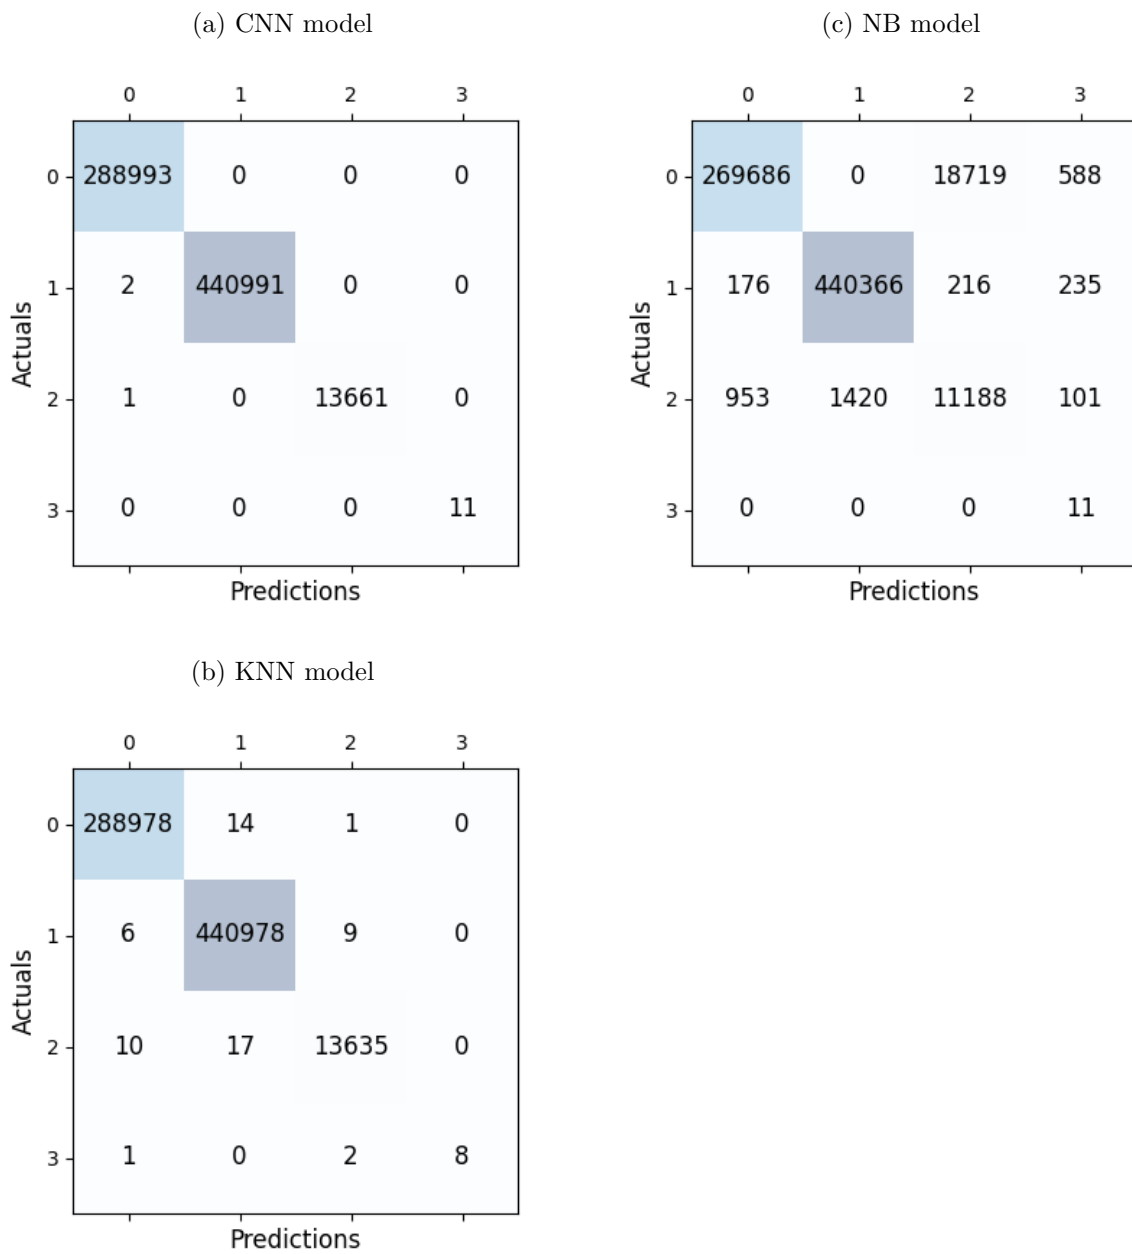 (a) CNN model
0 1 2 3
0 288993 0 0 0
1 2 440991 0 0
2 1 0 13661 0
3 0 0 0 11
Actuals
Predictions
(c) NB model
0 1 2 3
0 269686 0 18719 588
1 176 440366 216 235
2 953 1420 11188 101
3 0 0 0 11
Actuals
Predictions
(b) KNN model
0 1 2 3
0 288978 14 1 0
1 6 440978 9 0
2 10 17 13635 0
3 1 0 2 8
Actuals
Predictions